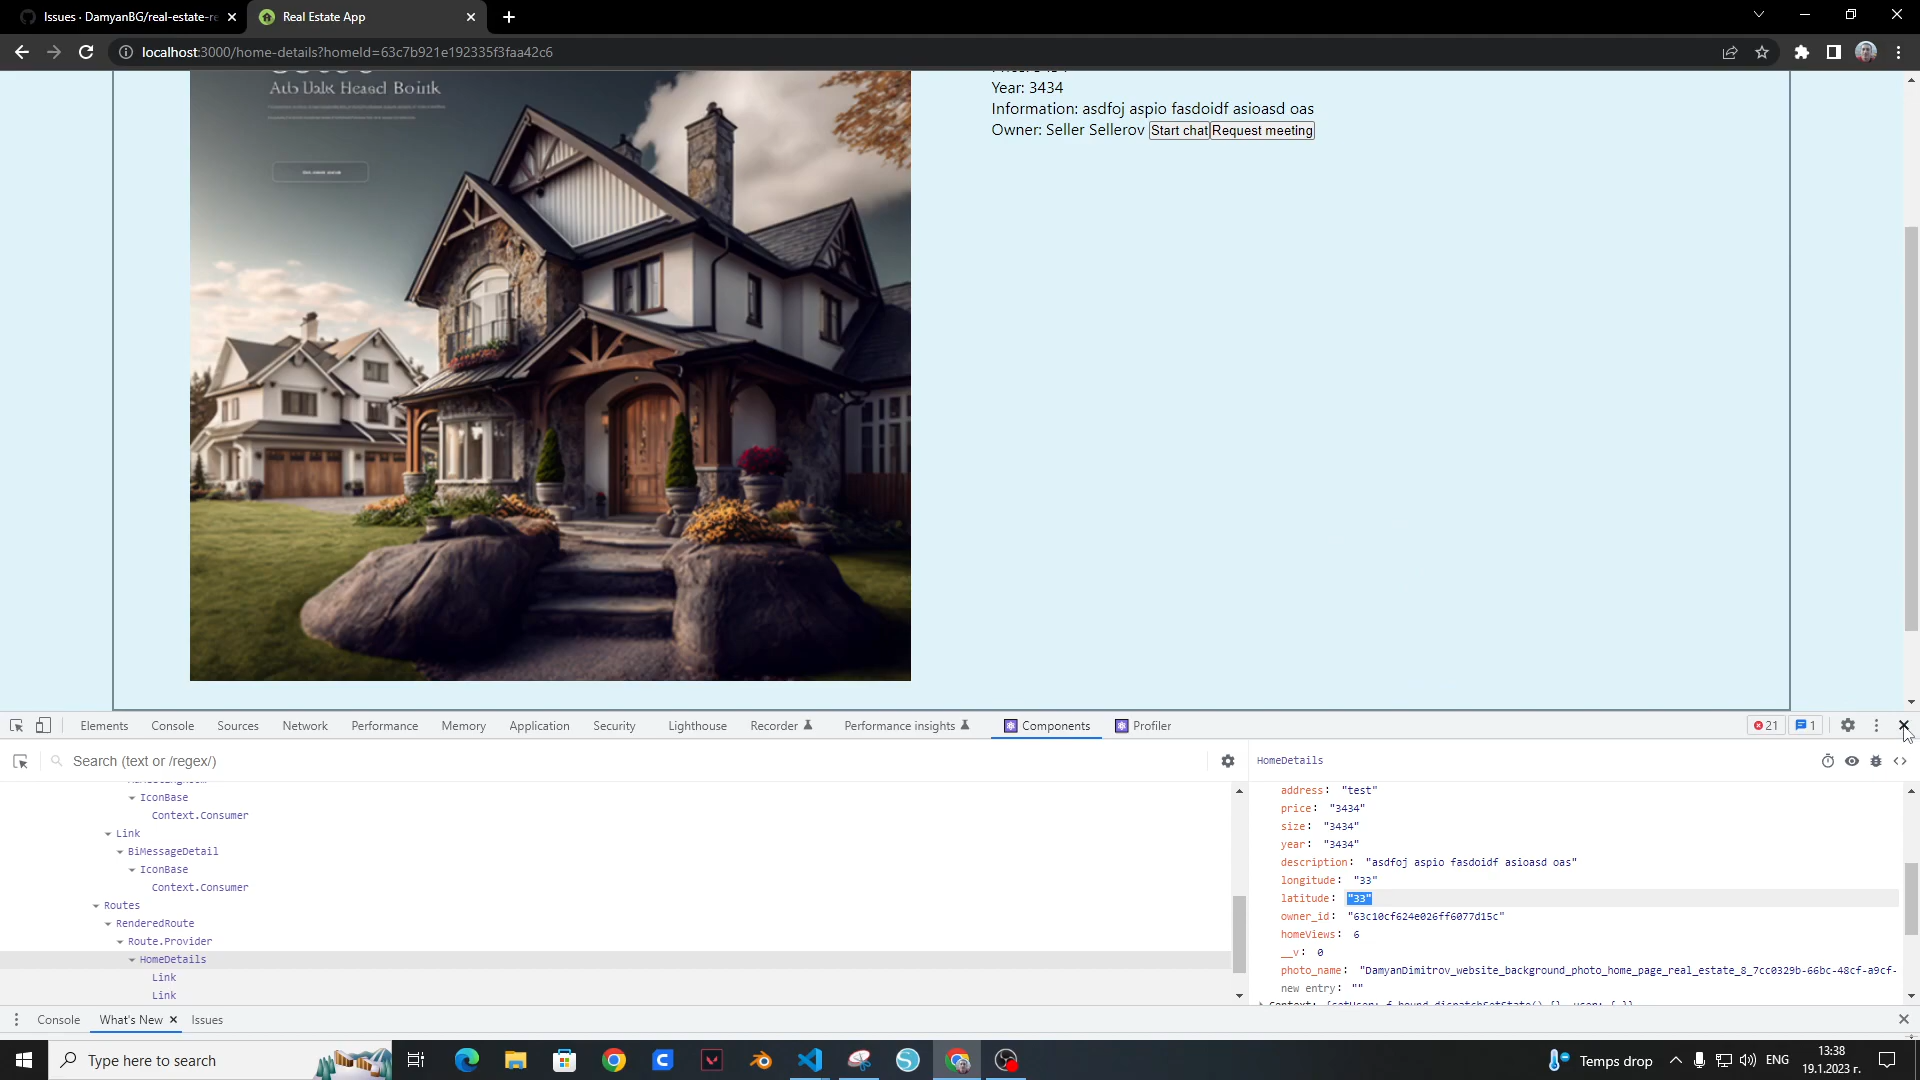 Issues · DamyanBG/real-estate-re
Real Estate App
localhost:3000/home-details?homeId=63c7b921e192335f3faa42c6
Year: 3434
Information: asdfoj aspio fasdoidf asioasd oas
Owner: Seller Sellerov Start chat Request meeting
Elements Console Sources Network Performance Memory Application Security Lighthouse Recorder Performance insights Components Profiler 21 1
Search (text or /regex/)
HomeDetails
IconBase
Context.Consumer
Link
BiMessageDetail
IconBase
Context.Consumer
Routes
RenderedRoute
Route.Provider
HomeDetails
Link
Link
address: "test"
price: "3434"
size: "3434"
year: "3434"
description: "asdfoj aspio fasdoidf asioasd oas"
longitude: "33"
latitude: "33"
owner_id: "63c10cf624e026ff6077d15c"
homeViews: 6
__v: 0
photo_name: "DamyanDimitrov_website_background_photo_home_page_real_estate_8_7cc0329b-66bc-48cf-a9cf-
new entry: ""
Console What's New Issues
Type here to search
Temps drop
ENG
13:38
19.1.2023 г.